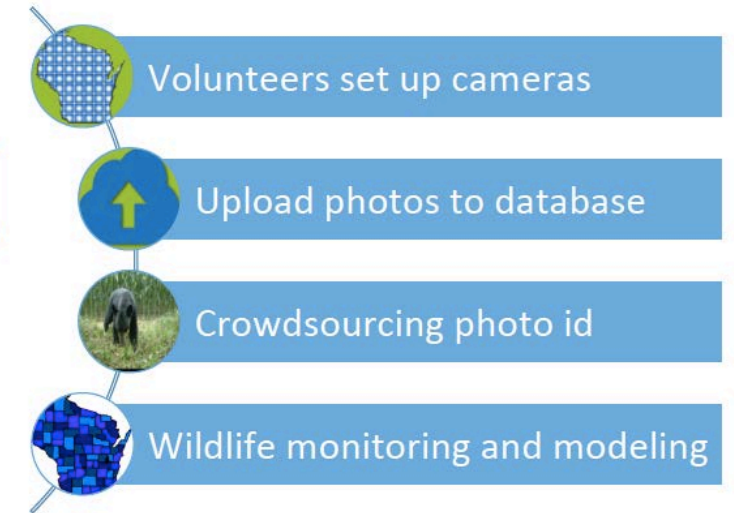 Volunteers set up cameras
Upload photos to database
Crowdsourcing photo id
Wildlife monitoring and modeling